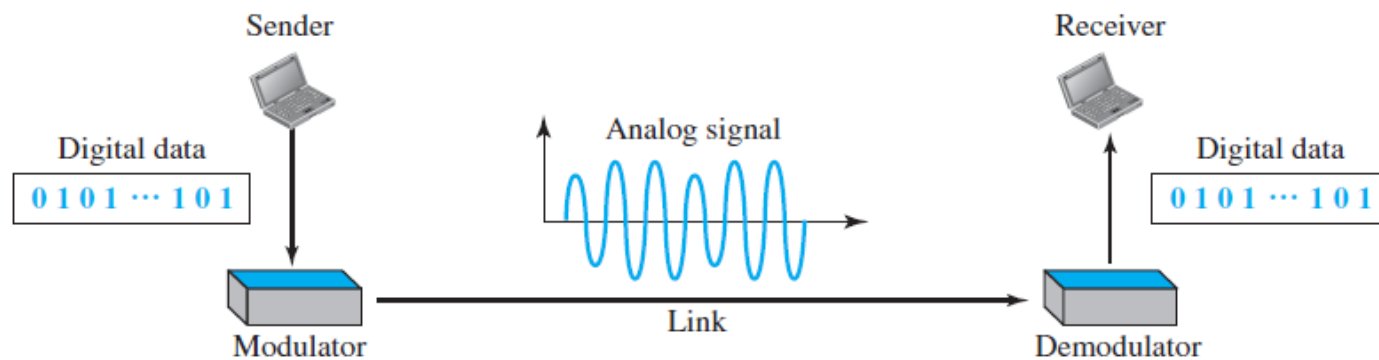 Sender
Receiver
Analog signal
Digital data
0 1 0 1 ··· 1 0 1
Digital data
0 1 0 1 ··· 1 0 1
Link
Modulator
Demodulator